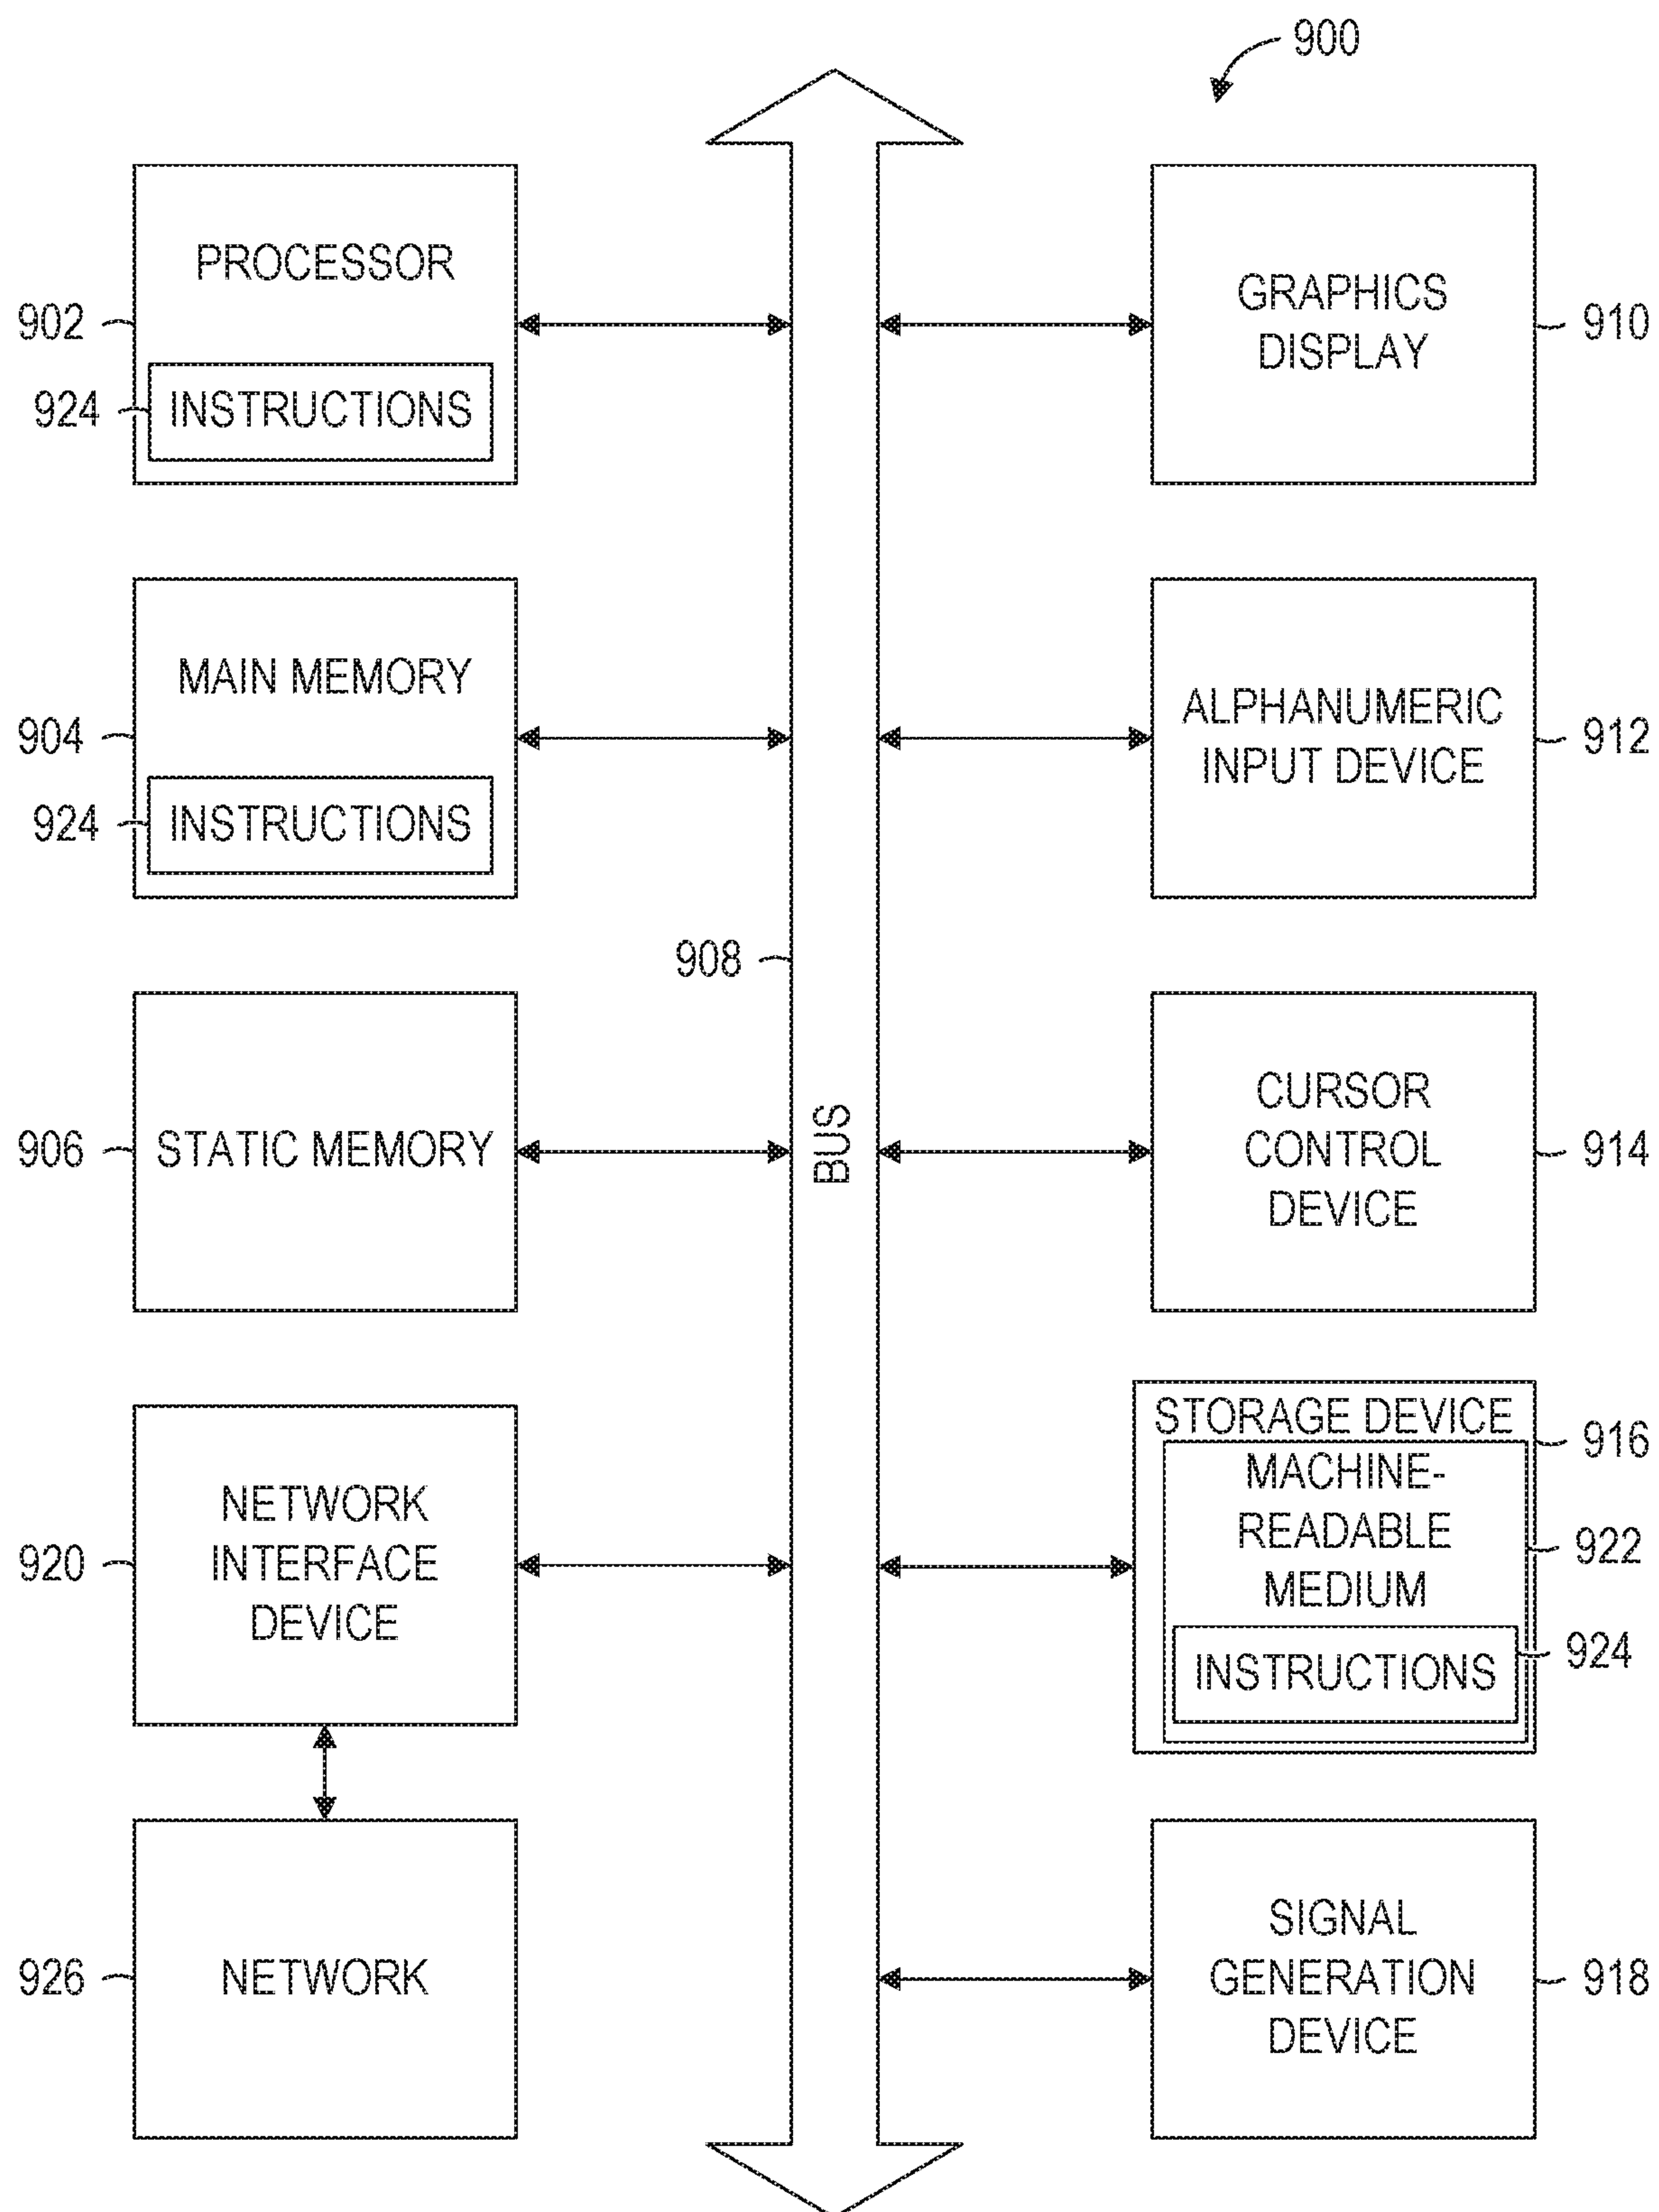 900
PROCESSOR
902
924
INSTRUCTIONS
GRAPHICS
DISPLAY
910
MAIN MEMORY
904
924
INSTRUCTIONS
ALPHANUMERIC
INPUT DEVICE
912
908
BUS
STATIC MEMORY
906
CURSOR
CONTROL
DEVICE
914
NETWORK
INTERFACE
DEVICE
920
STORAGE DEVICE
916
MACHINE-
READABLE
MEDIUM
922
INSTRUCTIONS
924
NETWORK
926
SIGNAL
GENERATION
DEVICE
918